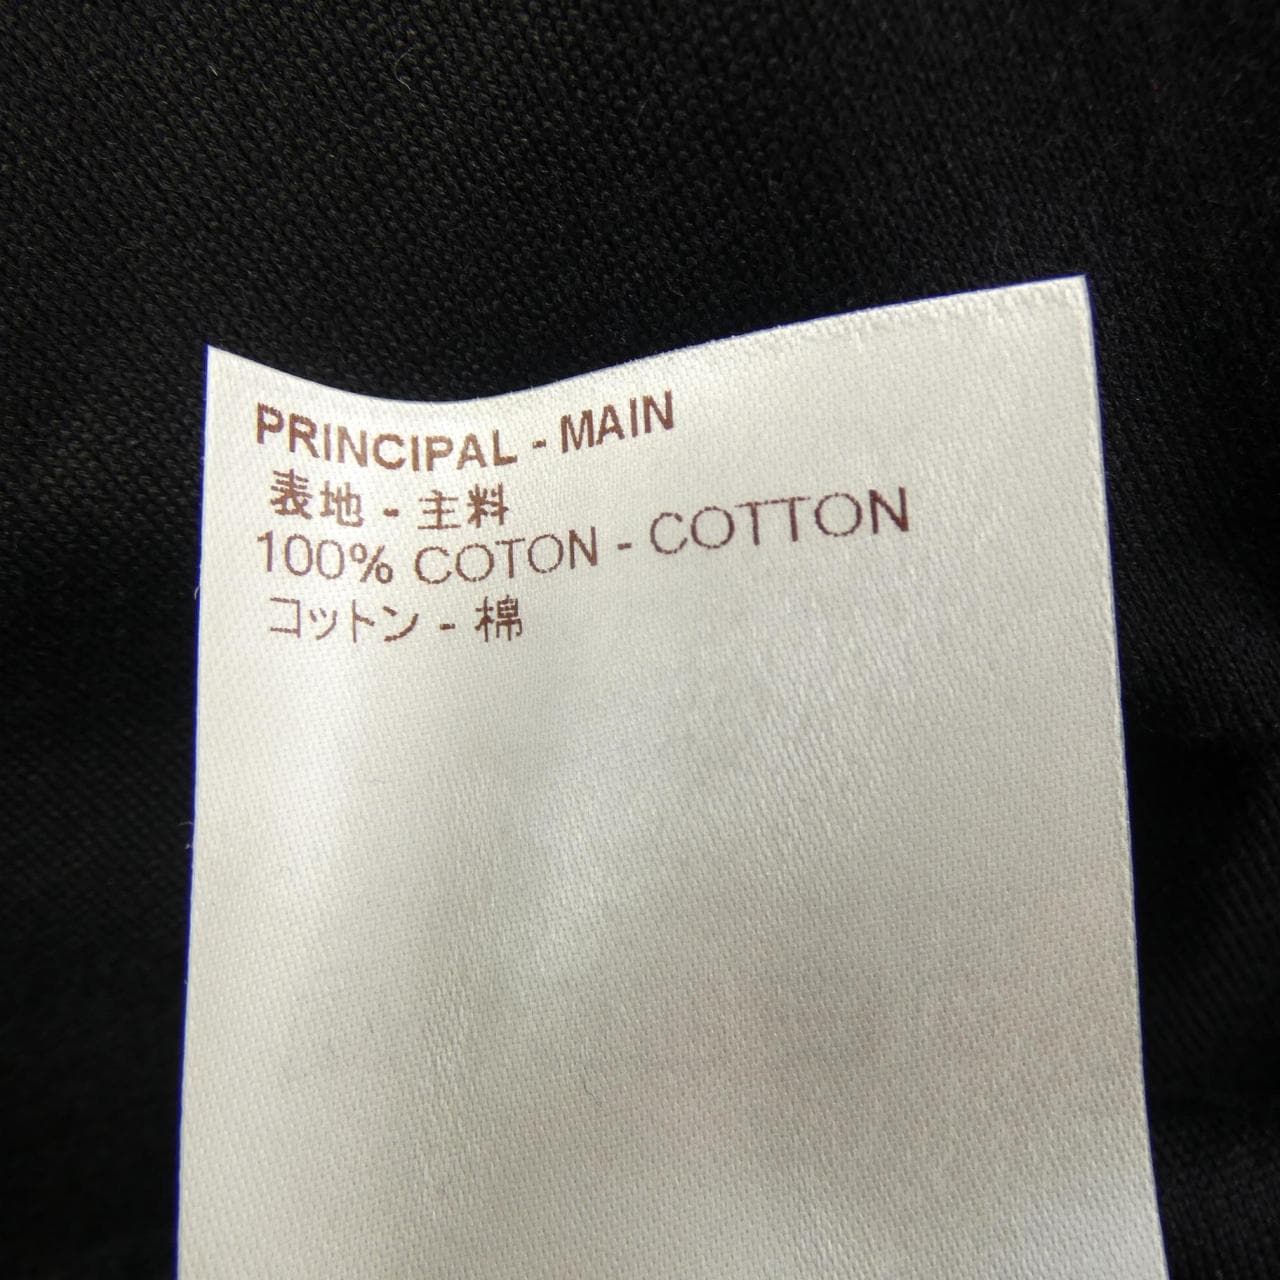 PRINCIPAL - MAIN
表地 - 主料
100% COTON - COTTON
コットン - 棉